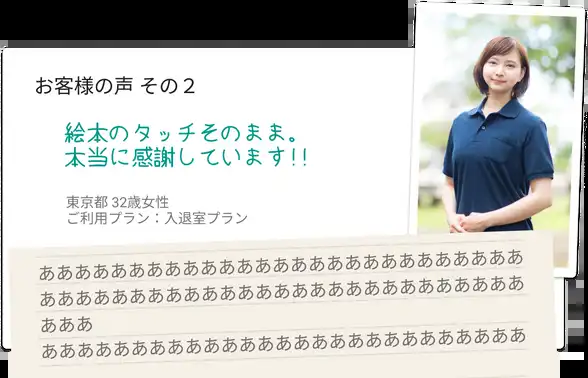 お客様の声 その２
絵本のタッチそのまま。
本当に感謝しています!!
東京都 32歳女性
ご利用プラン：入退室プラン
あああああああああああああああああああああああああああ
あああああああああああああああああああああああああああ
あああ
あああああああああああああああああああああああああああ